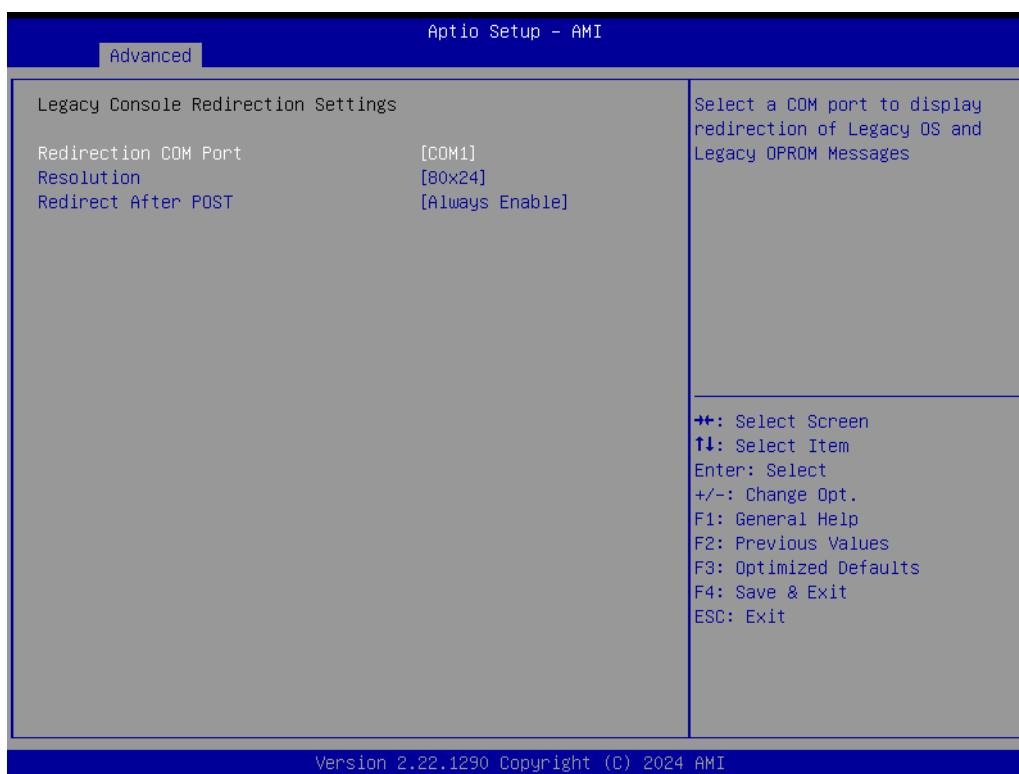 Aptio Setup – AMI
Advanced
Legacy Console Redirection Settings
Redirection COM Port [COM1]
Resolution [80x24]
Redirect After POST [Always Enable]
Select a COM port to display
redirection of Legacy OS and
Legacy OPROM Messages
→←: Select Screen
↑↓: Select Item
Enter: Select
+/-: Change Opt.
F1: General Help
F2: Previous Values
F3: Optimized Defaults
F4: Save & Exit
ESC: Exit
Version 2.22.1290 Copyright (C) 2024 AMI